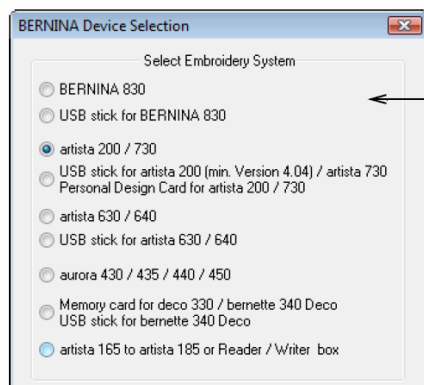 BERNINA Device Selection
Select Embroidery System
BERNINA 830
USB stick for BERNINA 830
artista 200 / 730
USB stick for artista 200 (min. Version 4.04) / artista 730
Personal Design Card for artista 200 / 730
artista 630 / 640
USB stick for artista 630 / 640
aurora 430 / 435 / 440 / 450
Memory card for deco 330 / bernette 340 Deco
USB stick for bernette 340 Deco
artista 165 to artista 185 or Reader / Writer box